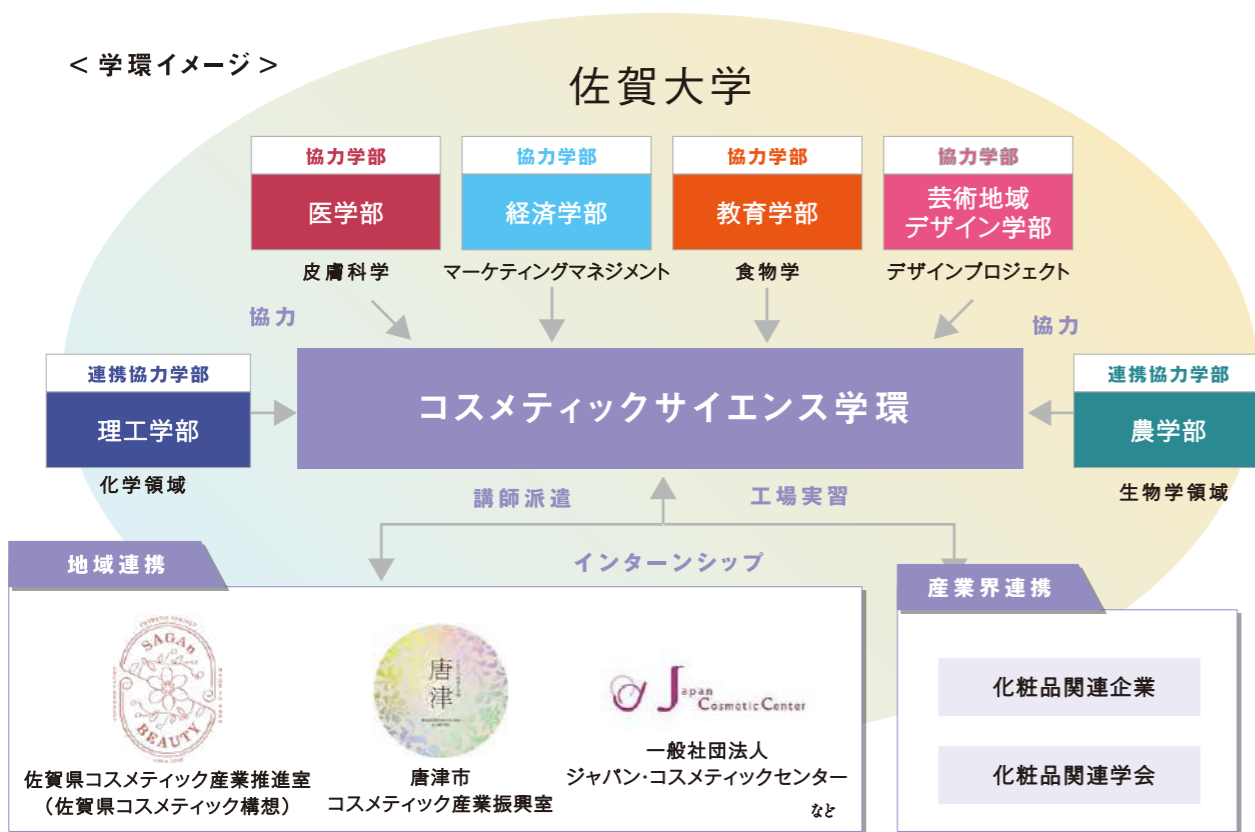 ＜学環イメージ＞
佐賀大学
協力学部
医学部
皮膚科学
協力学部
経済学部
マーケティングマネジメント
協力学部
教育学部
食物学
協力学部
芸術地域
デザイン学部
デザインプロジェクト
協力
協力
連携協力学部
理工学部
化学領域
コスメティックサイエンス学環
連携協力学部
農学部
生物学領域
講師派遣
工場実習
インターンシップ
地域連携
SAGAn
BEAUTY
佐賀県コスメティック産業推進室
（佐賀県コスメティック構想）
唐津
唐津市
コスメティック産業振興室
Japan
Cosmetic Center
一般社団法人
ジャパン・コスメティックセンター
など
産業界連携
化粧品関連企業
化粧品関連学会